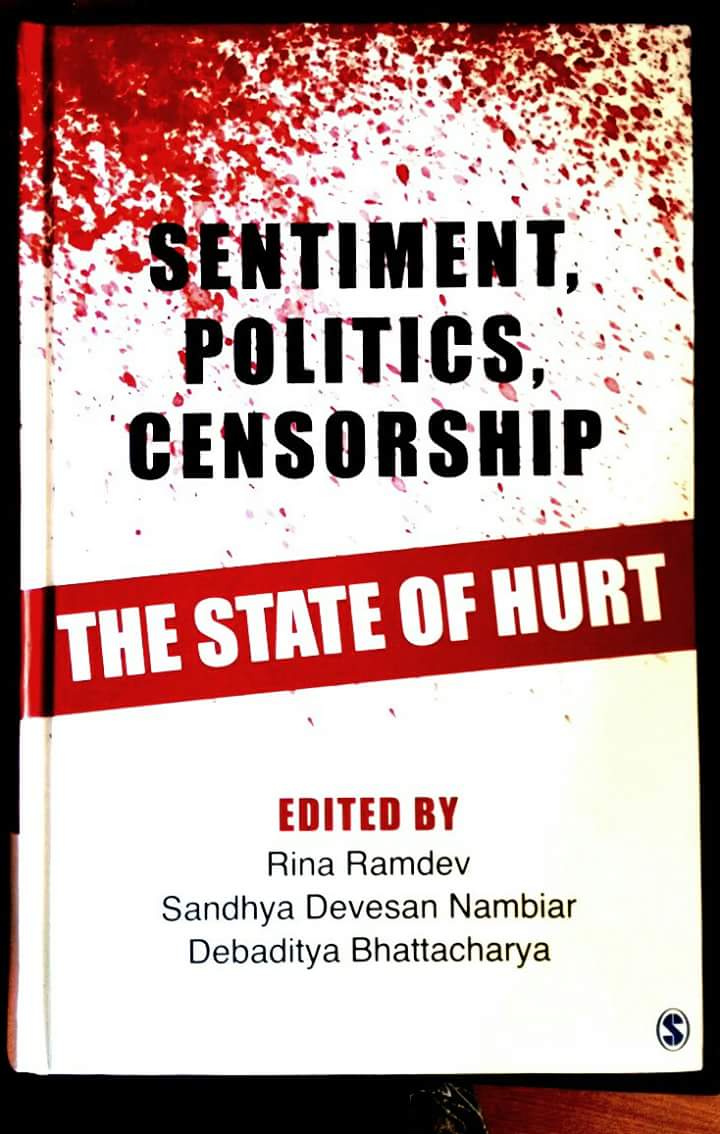 SENTIMENT,
POLITICS,
CENSORSHIP
THE STATE OF HURT
EDITED BY
Rina Ramdev
Sandhya Devesan Nambiar
Debaditya Bhattacharya
S